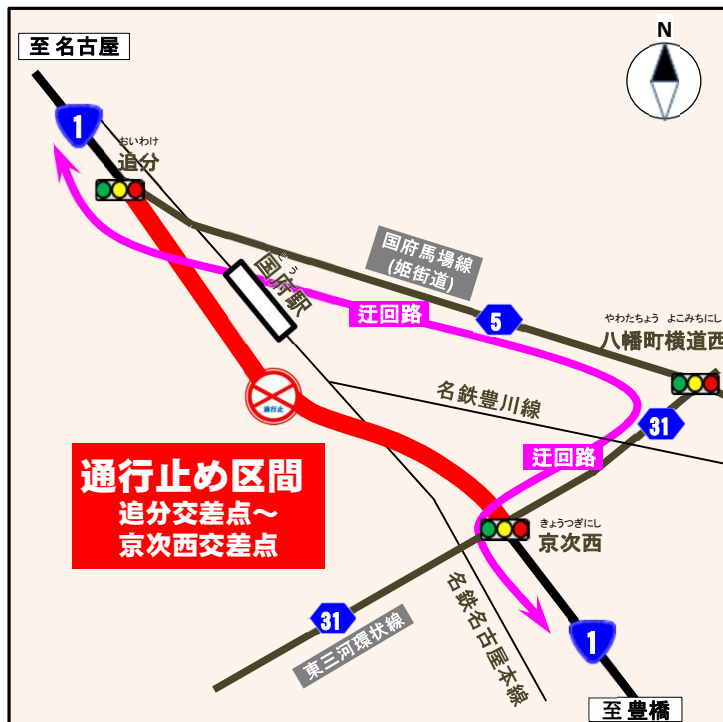 至 名古屋
N
1
おいわけ
追分
こう
国府駅
国府馬場線
(姫街道)
迂回路
5
やわたちょう よこみちにし
八幡町横道西
名鉄豊川線
31
迂回路
通行止
通行止め区間
追分交差点～
京次西交差点
きょうつぎにし
京次西
31
東三河環状線
名鉄名古屋本線
1
至 豊橋